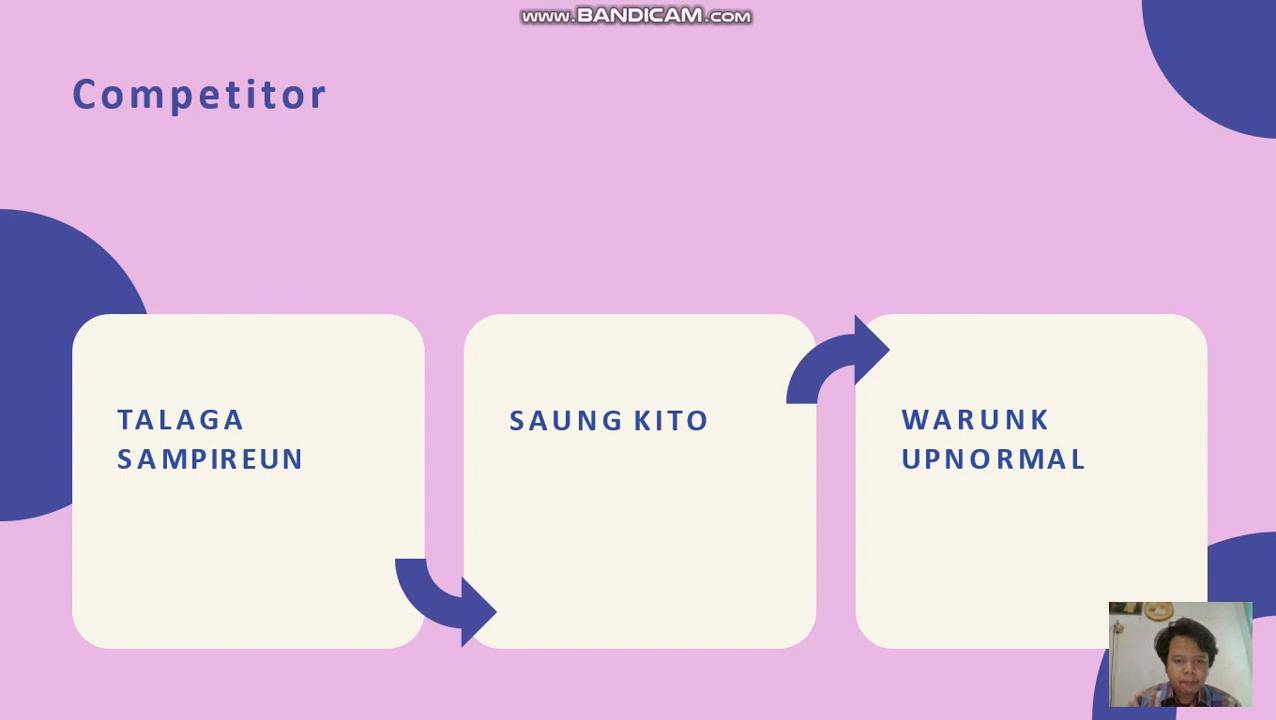 www.BANDICAM.com
Competitor
TALAGA
SAMPIREUN
SAUNG KITO
WARUNK
UPNORMAL